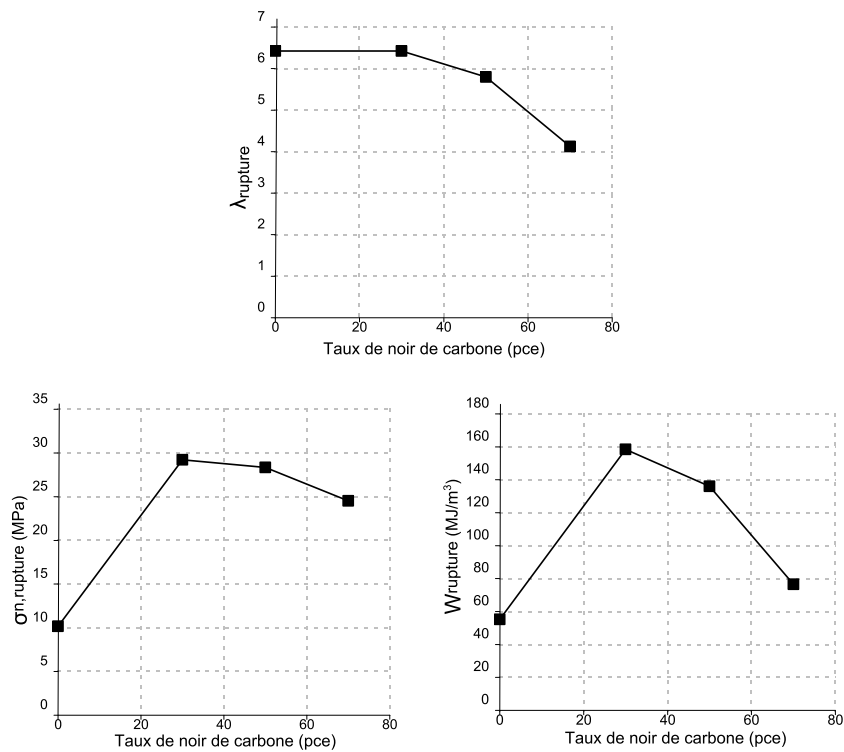 7
6
5
4
3
2
1
0
λrupture
0 20 40 60 80
Taux de noir de carbone (pce)
35
30
25
20
15
10
5
0
σn,rupture (MPa)
0 20 40 60 80
Taux de noir de carbone (pce)
180
160
140
120
100
80
60
40
20
0
Wrupture (MJ/m³)
0 20 40 60 80
Taux de noir de carbone (pce)